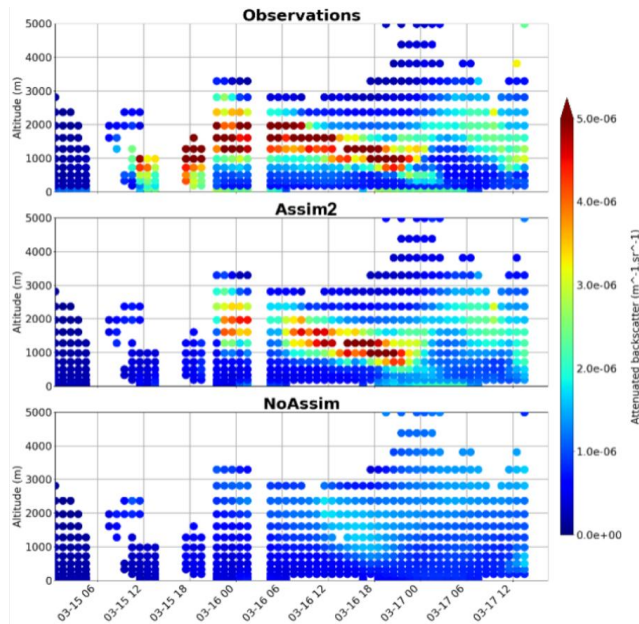 Observations
5000
4000
3000
2000
1000
0
Altitude (m)
Assim2
5000
4000
3000
2000
1000
0
Altitude (m)
NoAssim
5000
4000
3000
2000
1000
0
Altitude (m)
03-15 06
03-15 12
03-15 18
03-16 00
03-16 06
03-16 12
03-16 18
03-17 00
03-17 06
03-17 12
5.0e-06
4.0e-06
3.0e-06
2.0e-06
1.0e-06
0.0e+00
Attenuated backscatter (m^-1.sr^-1)